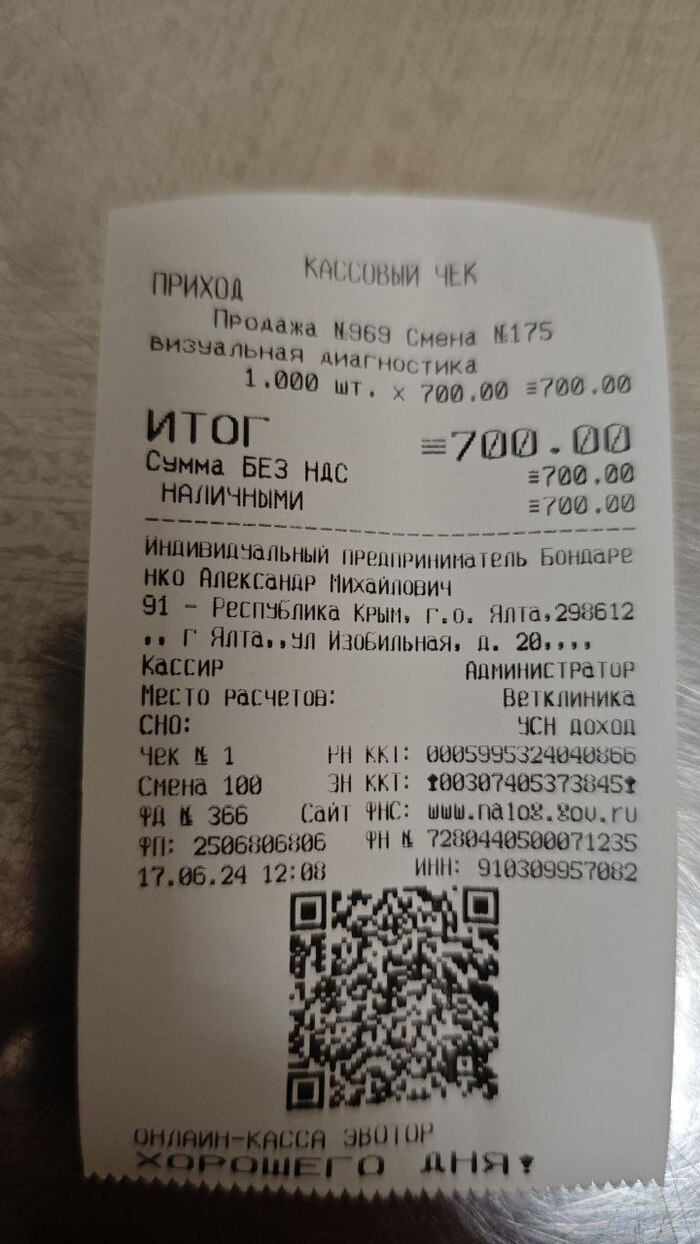 КАССОВЫЙ ЧЕК
ПРИХОД
Продажа №969 Смена №175
визуальная диагностика
1.000 шт. x 700.00 ≡700.00
ИТОГ ≡700.00
Сумма БЕЗ НДС ≡700.00
НАЛИЧНЫМИ ≡700.00
Индивидуальный предприниматель Бондаре
нко Александр Михайлович
91 - Республика Крым, г.о. Ялта,298612
,, г Ялта,,ул Изобильная, д. 20,,,,
Кассир Администратор
Место расчетов: Ветклиника
СНО: УСН доход
Чек № 1 РН ККТ: 0005995324040866
Смена 100 ЗН ККТ: 00307405373845
ФД № 366 Сайт ФНС: www.nalog.gov.ru
ФП: 2506806806 ФН № 7280440500071235
17.06.24 12:08 ИНН: 910309957082
ОНЛАЙН-КАССА ЭВОТОР
ХОРОШЕГО ДНЯ!